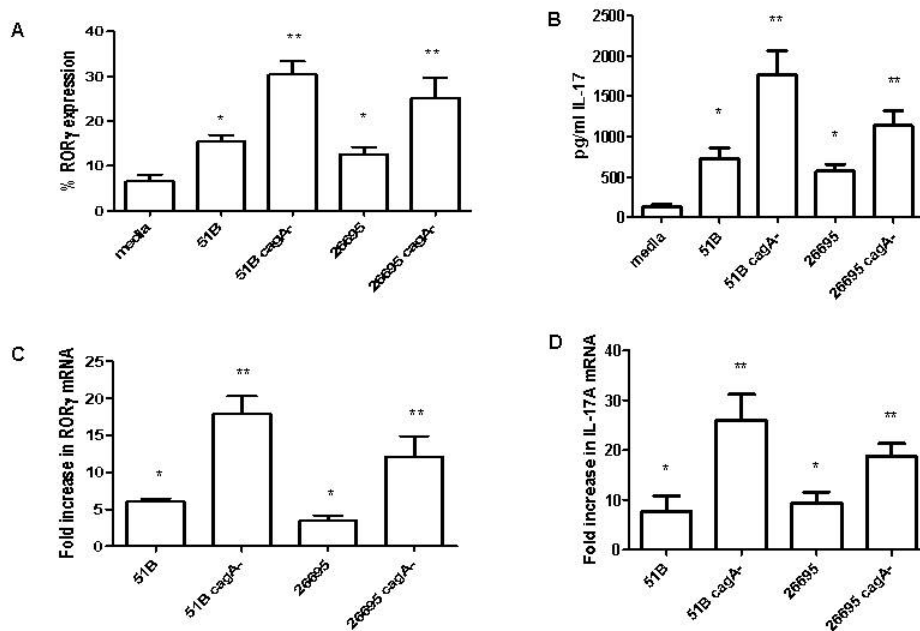 A
% RORγ expression
40
30
20
10
0
*
**
*
**
media
51B
51B cagA-
26695
26695 cagA-
B
pg/ml IL-17
2500
2000
1500
1000
500
0
*
**
*
**
media
51B
51B cagA-
26695
26695 cagA-
C
Fold increase in RORγ mRNA
25
20
15
10
5
0
*
**
*
**
51B
51B cagA-
26695
26695 cagA-
D
Fold increase in IL-17A mRNA
40
30
20
10
0
*
**
*
**
51B
51B cagA-
26695
26695 cagA-